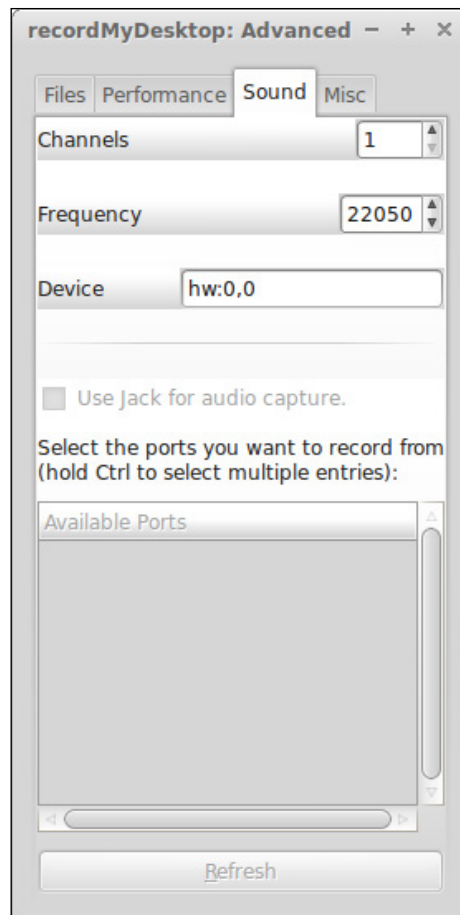 recordMyDesktop: Advanced
Files Performance Sound Misc
Channels 1
Frequency 22050
Device hw:0,0
Use Jack for audio capture.
Select the ports you want to record from
(hold Ctrl to select multiple entries):
Available Ports
Refresh